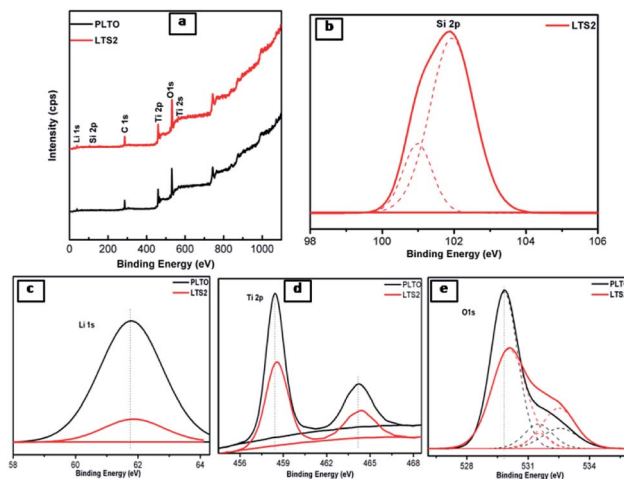 a
PLTO
LTS2
Intensity (cps)
Li 1s
Si 2p
C 1s
Ti 2p
O1s
Ti 2s
0 200 400 600 800 1000
Binding Energy (eV)
b
Si 2p
LTS2
98 100 102 104 106
Binding Energy (eV)
c
PLTO
LTS2
Li 1s
58 60 62 64
Binding Energy (eV)
d
PLTO
LTS2
Ti 2p
456 459 462 465 468
Binding Energy (eV)
e
PLTO
LTS2
O1s
528 531 534
Binding Energy (eV)